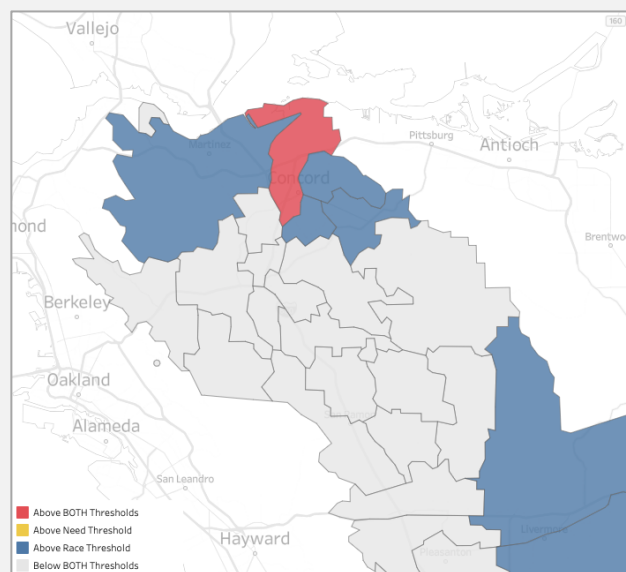 Vallejo
160
Martinez
Pittsburg
Antioch
Concord
mond
Brentwo
Berkeley
Oakland
Alameda
San Leandro
Above BOTH Thresholds
Above Need Threshold
Above Race Threshold
Below BOTH Thresholds
Hayward
Livermore
Pleasanton